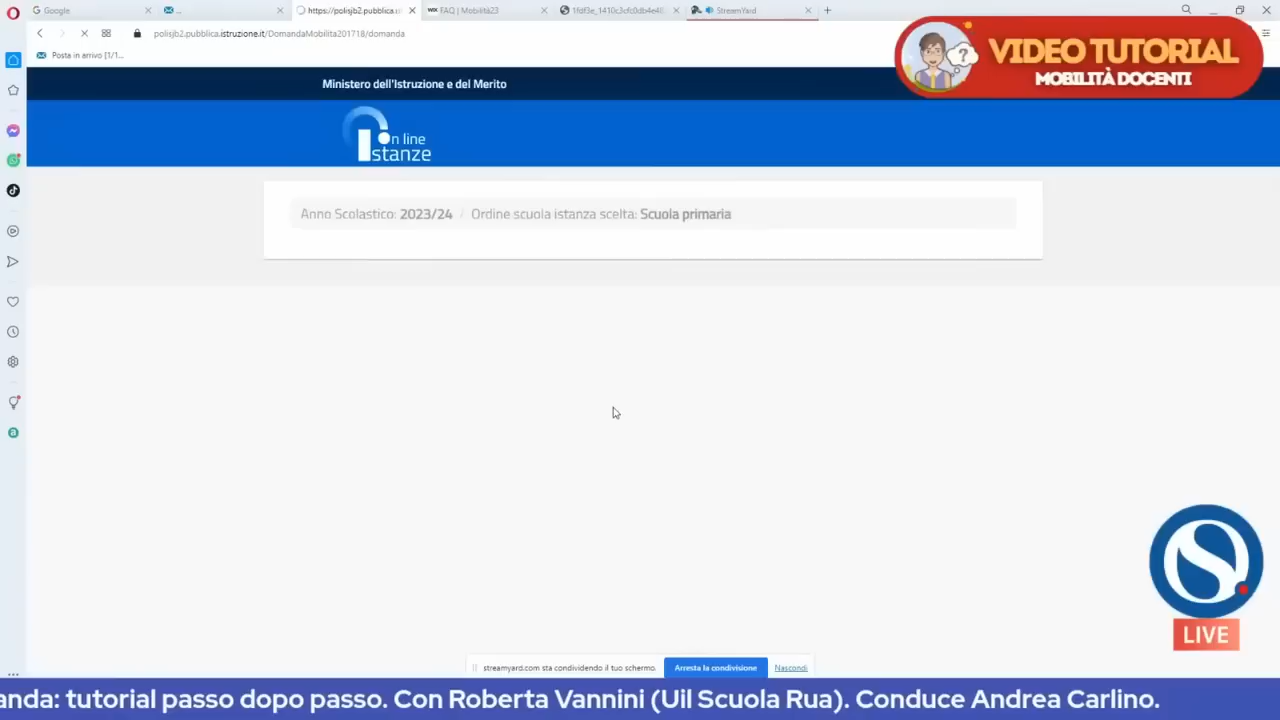 Google
https://polisjb2.pubblica.is
FAQ | Mobilità23
StreamYard
polisjb2.pubblica.istruzione.it/DomandaMobilita201718/domanda
Posta in arrivo [1/1...
VIDEO TUTORIAL
MOBILITÀ DOCENTI
Ministero dell'Istruzione e del Merito
Istanze on line
Anno Scolastico: 2023/24 / Ordine scuola istanza scelta: Scuola primaria
LIVE
streamyard.com sta condividendo il tuo schermo.
Arresta la condivisione
Nascondi
anda: tutorial passo dopo passo. Con Roberta Vannini (Uil Scuola Rua). Conduce Andrea Carlino.